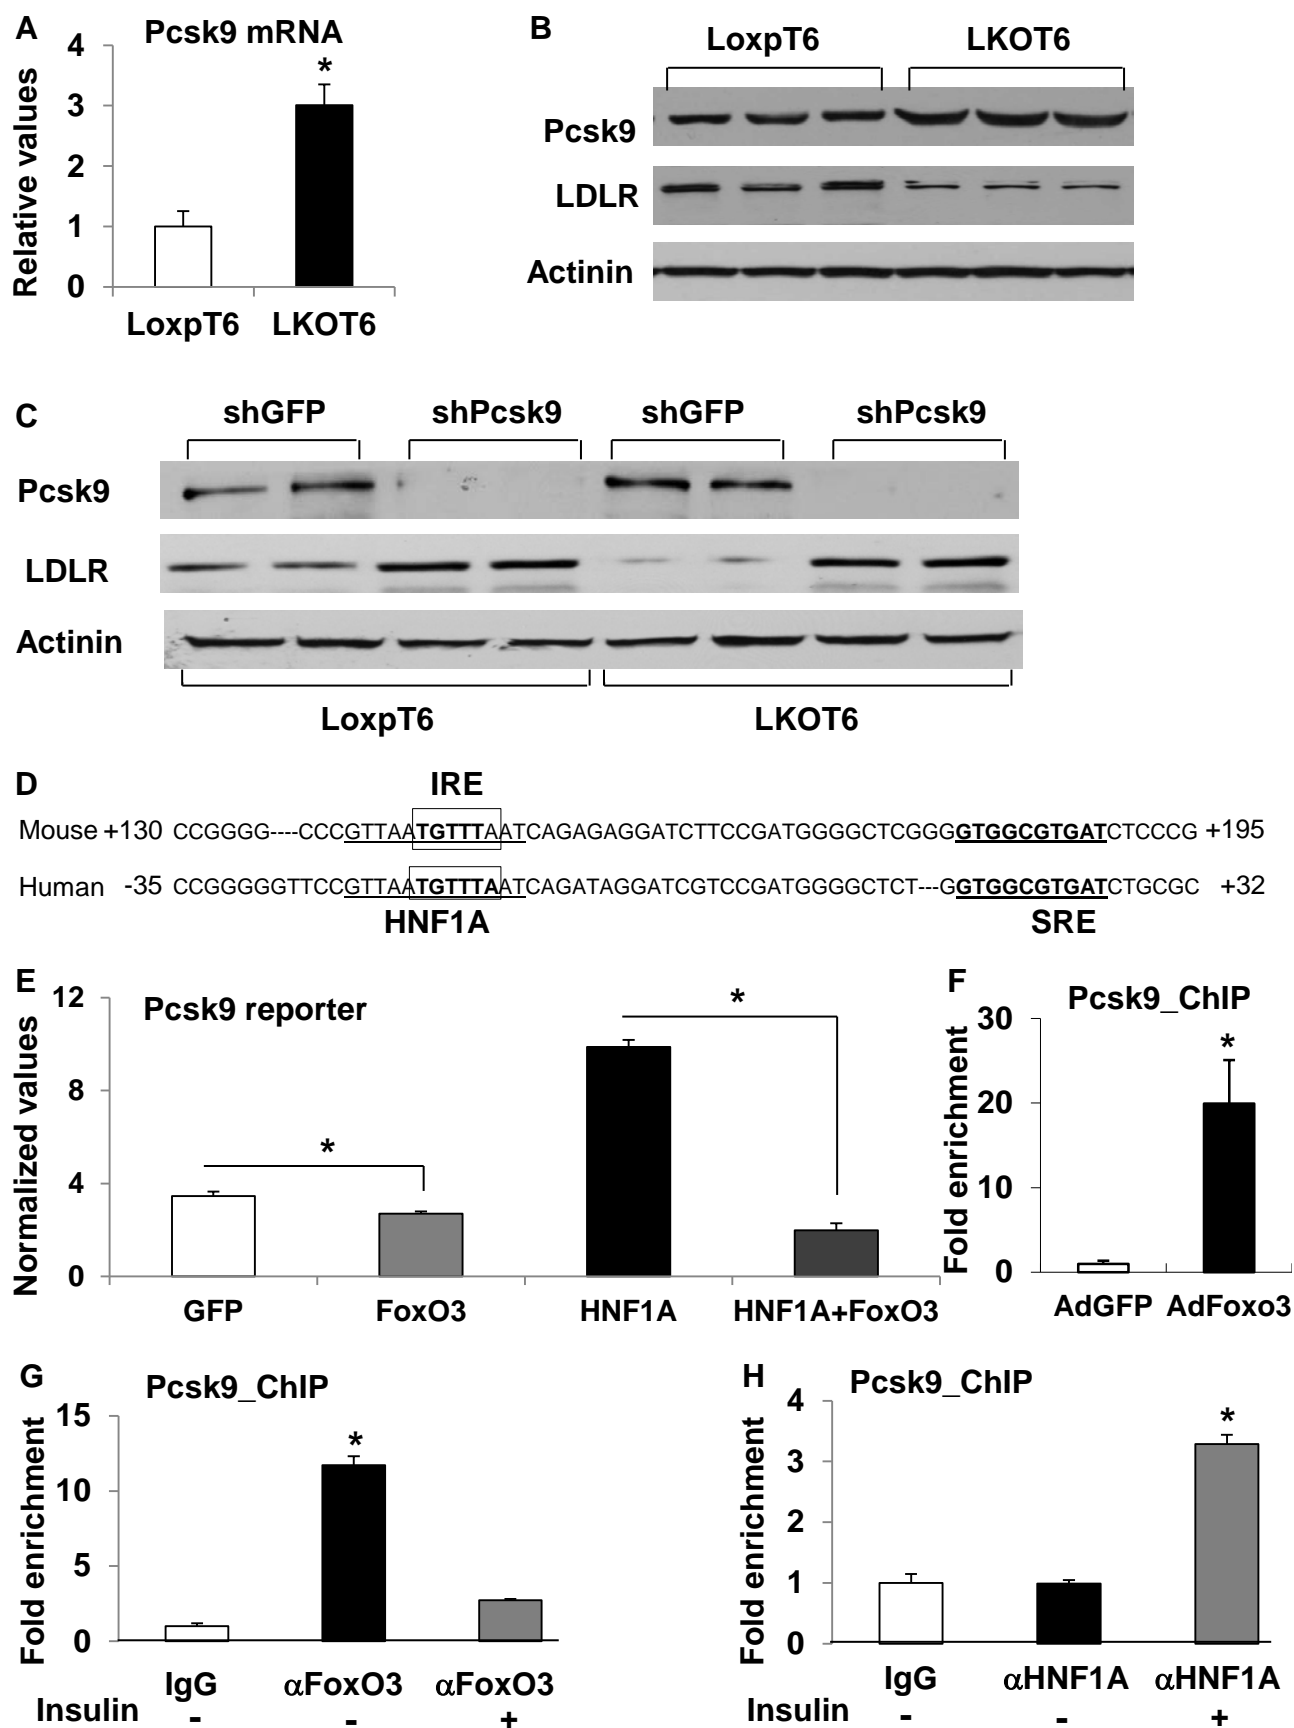 A
Pcsk9 mRNA
Relative values
4
3
2
1
0
*
LoxpT6 LKOT6
B
LoxpT6 LKOT6
Pcsk9
LDLR
Actinin
C
shGFP shPcsk9 shGFP shPcsk9
Pcsk9
LDLR
Actinin
LoxpT6 LKOT6
D
IRE
Mouse +130 CCGGGG----CCCGTTAATGTTTAATCAGAGAGGATCTTCCGATGGGGCTCGGGGTGGCGTGATCTCCCG +195
Human -35 CCGGGGGTTCCGTTAATGTTTAATCAGATAGGATCGTCCGATGGGGCTCT---GGTGGCGTGATCTGCGC +32
HNF1A SRE
E
Pcsk9 reporter
Normalized values
12
8
4
0
*
*
GFP FoxO3 HNF1A HNF1A+FoxO3
F
Pcsk9_ChIP
Fold enrichment
30
20
10
0
*
AdGFP AdFoxo3
G
Pcsk9_ChIP
Fold enrichment
15
10
5
0
*
IgG αFoxO3 αFoxO3
Insulin - - +
H
Pcsk9_ChIP
Fold enrichment
4
3
2
1
0
*
IgG αHNF1A αHNF1A
Insulin - - +